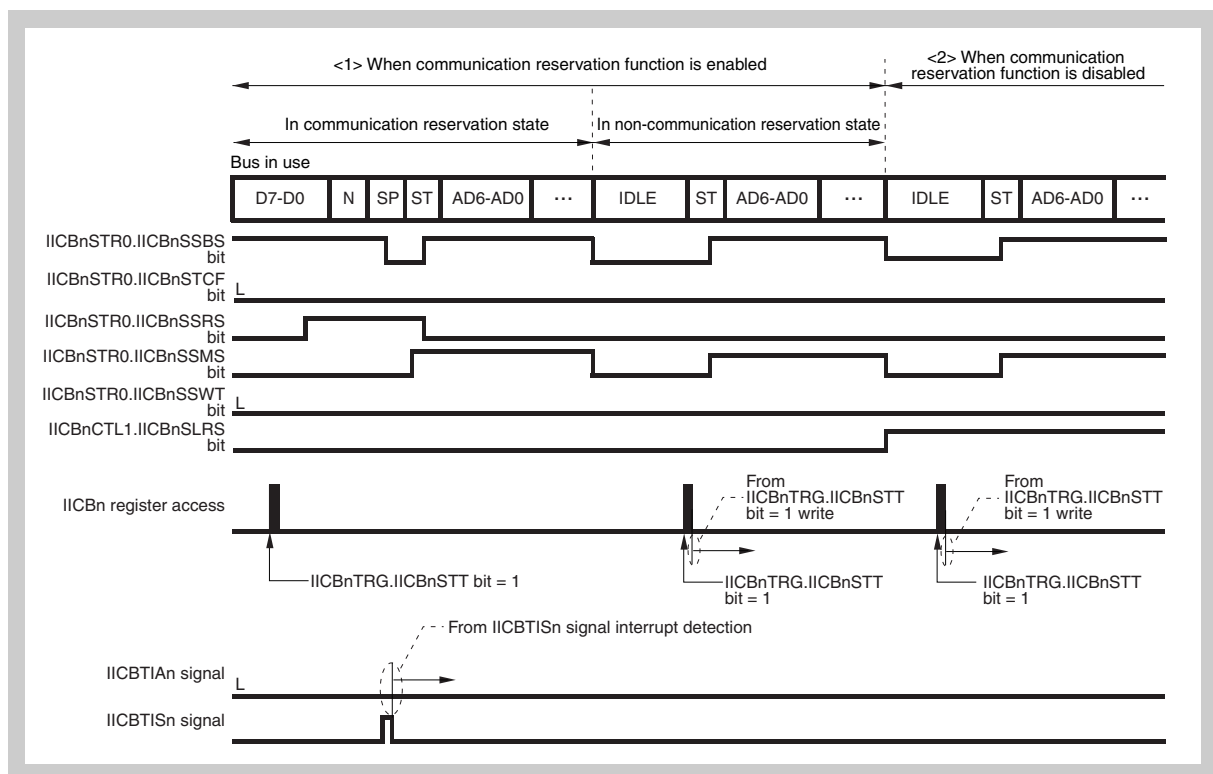 <1> When communication reservation function is enabled
<2> When communication
reservation function is disabled
In communication reservation state
In non-communication reservation state
Bus in use
D7-D0 N SP ST AD6-AD0 ... IDLE ST AD6-AD0 ... IDLE ST AD6-AD0 ...
IICBnSTR0.IICBnSSBS
bit
IICBnSTR0.IICBnSTCF
bit L
IICBnSTR0.IICBnSSRS
bit
IICBnSTR0.IICBnSSMS
bit
IICBnSTR0.IICBnSSWT
bit L
IICBnCTL1.IICBnSLRS
bit
IICBn register access
From
IICBnTRG.IICBnSTT
bit = 1 write
From
IICBnTRG.IICBnSTT
bit = 1 write
IICBnTRG.IICBnSTT bit = 1
IICBnTRG.IICBnSTT
bit = 1
IICBnTRG.IICBnSTT
bit = 1
From IICBTISn signal interrupt detection
IICBTIAn signal L
IICBTISn signal